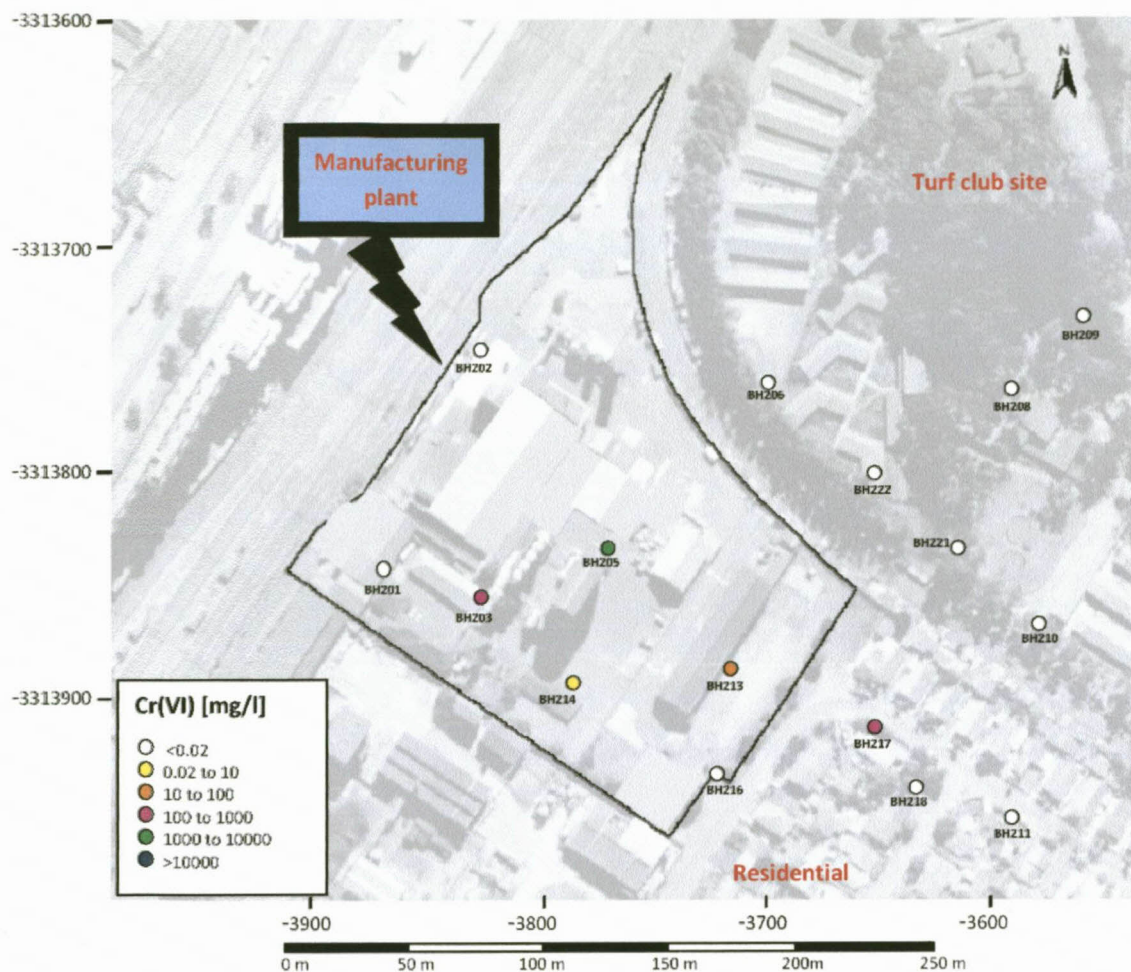 -3313600
N
Manufacturing
plant
Turf club site
-3313700
BH209
BH202
BH206
BH208
-3313800
BH222
BH221
BH205
BH201
BH203
BH210
BH213
BH214
-3313900
Cr(VI) [mg/l]
<0.02
0.02 to 10
10 to 100
100 to 1000
1000 to 10000
>10000
BH217
BH216
BH218
BH211
Residential
-3900
-3800
-3700
-3600
0 m
50 m
100 m
150 m
200m
250 m